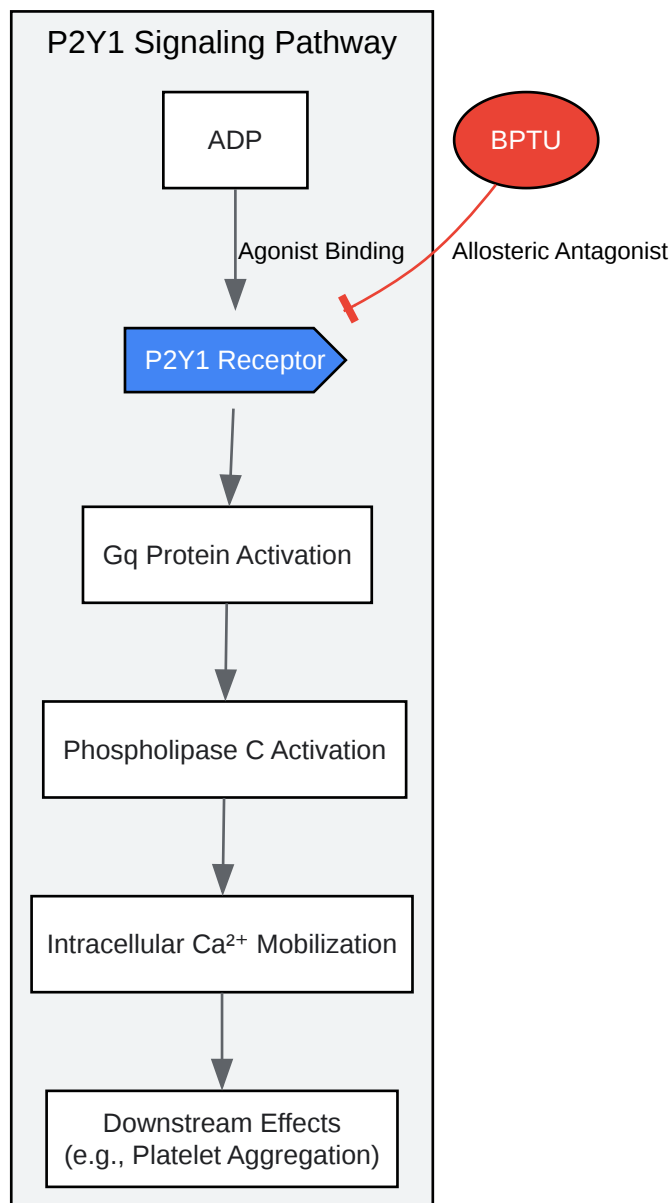 P2Y1 Signaling Pathway
ADP
BPTU
Agonist Binding
Allosteric Antagonist
P2Y1 Receptor
Gq Protein Activation
Phospholipase C Activation
Intracellular Ca²⁺ Mobilization
Downstream Effects
(e.g., Platelet Aggregation)